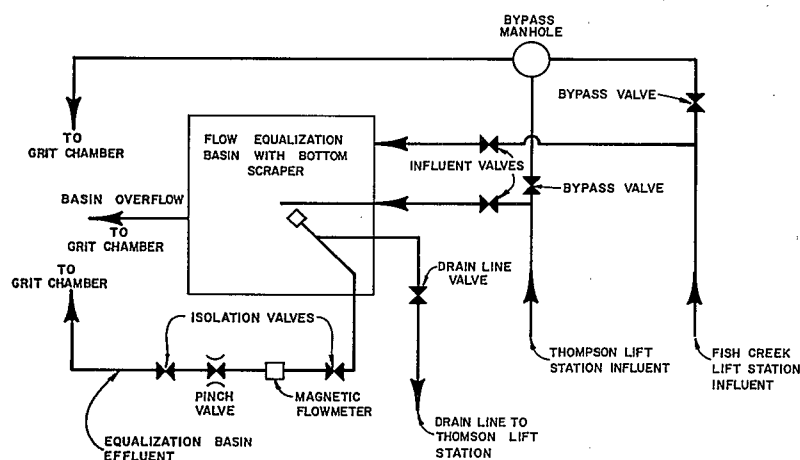 BYPASS
MANHOLE
BYPASS VALVE
TO
GRIT CHAMBER
FLOW EQUALIZATION
BASIN WITH BOTTOM
SCRAPER
INFLUENT VALVES
BYPASS VALVE
BASIN OVERFLOW
TO
GRIT CHAMBER
TO
GRIT CHAMBER
DRAIN LINE
VALVE
ISOLATION VALVES
THOMPSON LIFT
STATION INFLUENT
FISH CREEK
LIFT STATION
INFLUENT
PINCH
VALVE
MAGNETIC
FLOWMETER
EQUALIZATION BASIN
EFFLUENT
DRAIN LINE TO
THOMSON LIFT
STATION